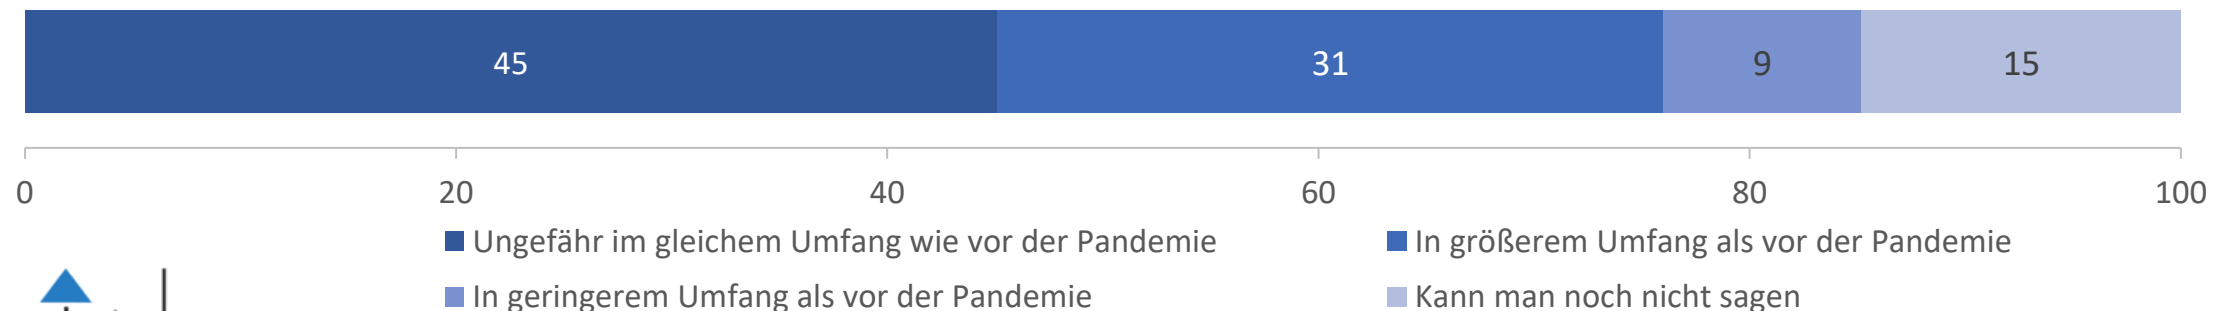 45 31 9 15
0 20 40 60 80 100
Ungefähr im gleichem Umfang wie vor der Pandemie In größerem Umfang als vor der Pandemie
In geringerem Umfang als vor der Pandemie Kann man noch nicht sagen